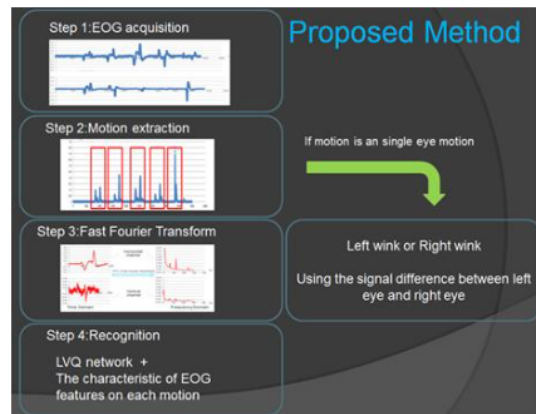 Proposed Method
Step 1:EOG acquisition
Step 2:Motion extraction
If motion is an single eye motion
Step 3:Fast Fourier Transform
Left wink or Right wink
Using the signal difference between left
eye and right eye
Step 4:Recognition
LVQ network +
The characteristic of EOG
features on each motion